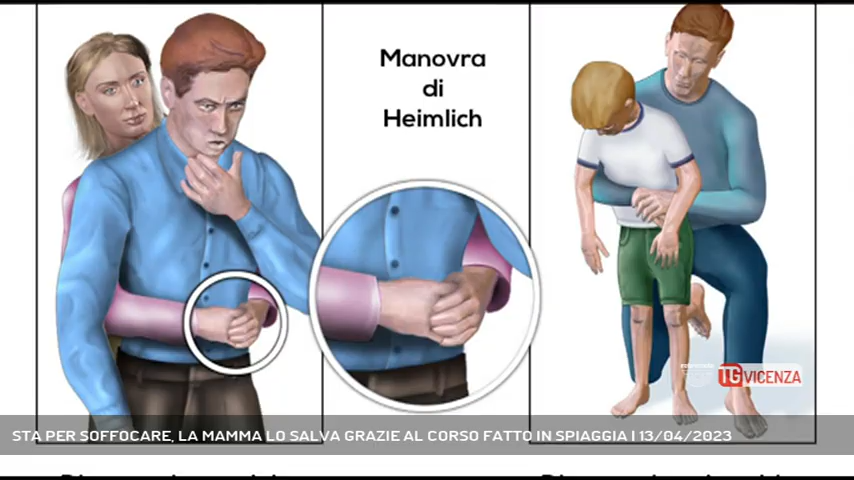 Manovra
di
Heimlich
TG VICENZA
STA PER SOFFOCARE, LA MAMMA LO SALVA GRAZIE AL CORSO FATTO IN SPIAGGIA | 13/04/2023